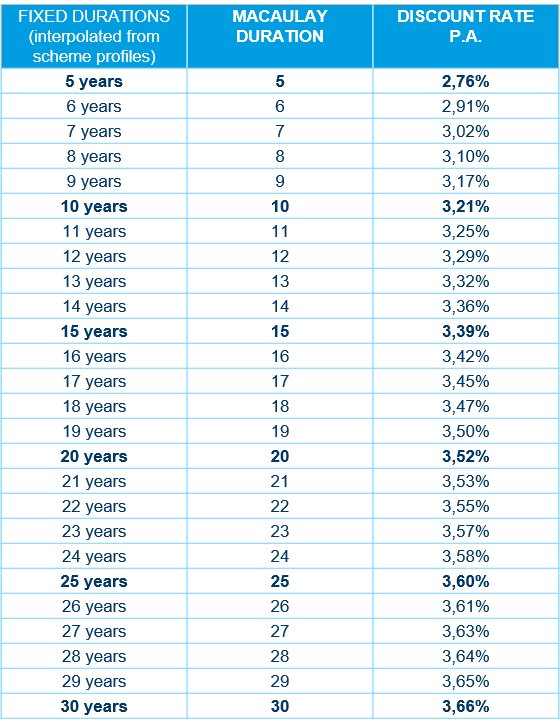 FIXED DURATIONS
(interpolated from
scheme profiles)
MACAULAY
DURATION
DISCOUNT RATE
P.A.
5 years 5 2,76%
6 years 6 2,91%
7 years 7 3,02%
8 years 8 3,10%
9 years 9 3,17%
10 years 10 3,21%
11 years 11 3,25%
12 years 12 3,29%
13 years 13 3,32%
14 years 14 3,36%
15 years 15 3,39%
16 years 16 3,42%
17 years 17 3,45%
18 years 18 3,47%
19 years 19 3,50%
20 years 20 3,52%
21 years 21 3,53%
22 years 22 3,55%
23 years 23 3,57%
24 years 24 3,58%
25 years 25 3,60%
26 years 26 3,61%
27 years 27 3,63%
28 years 28 3,64%
29 years 29 3,65%
30 years 30 3,66%